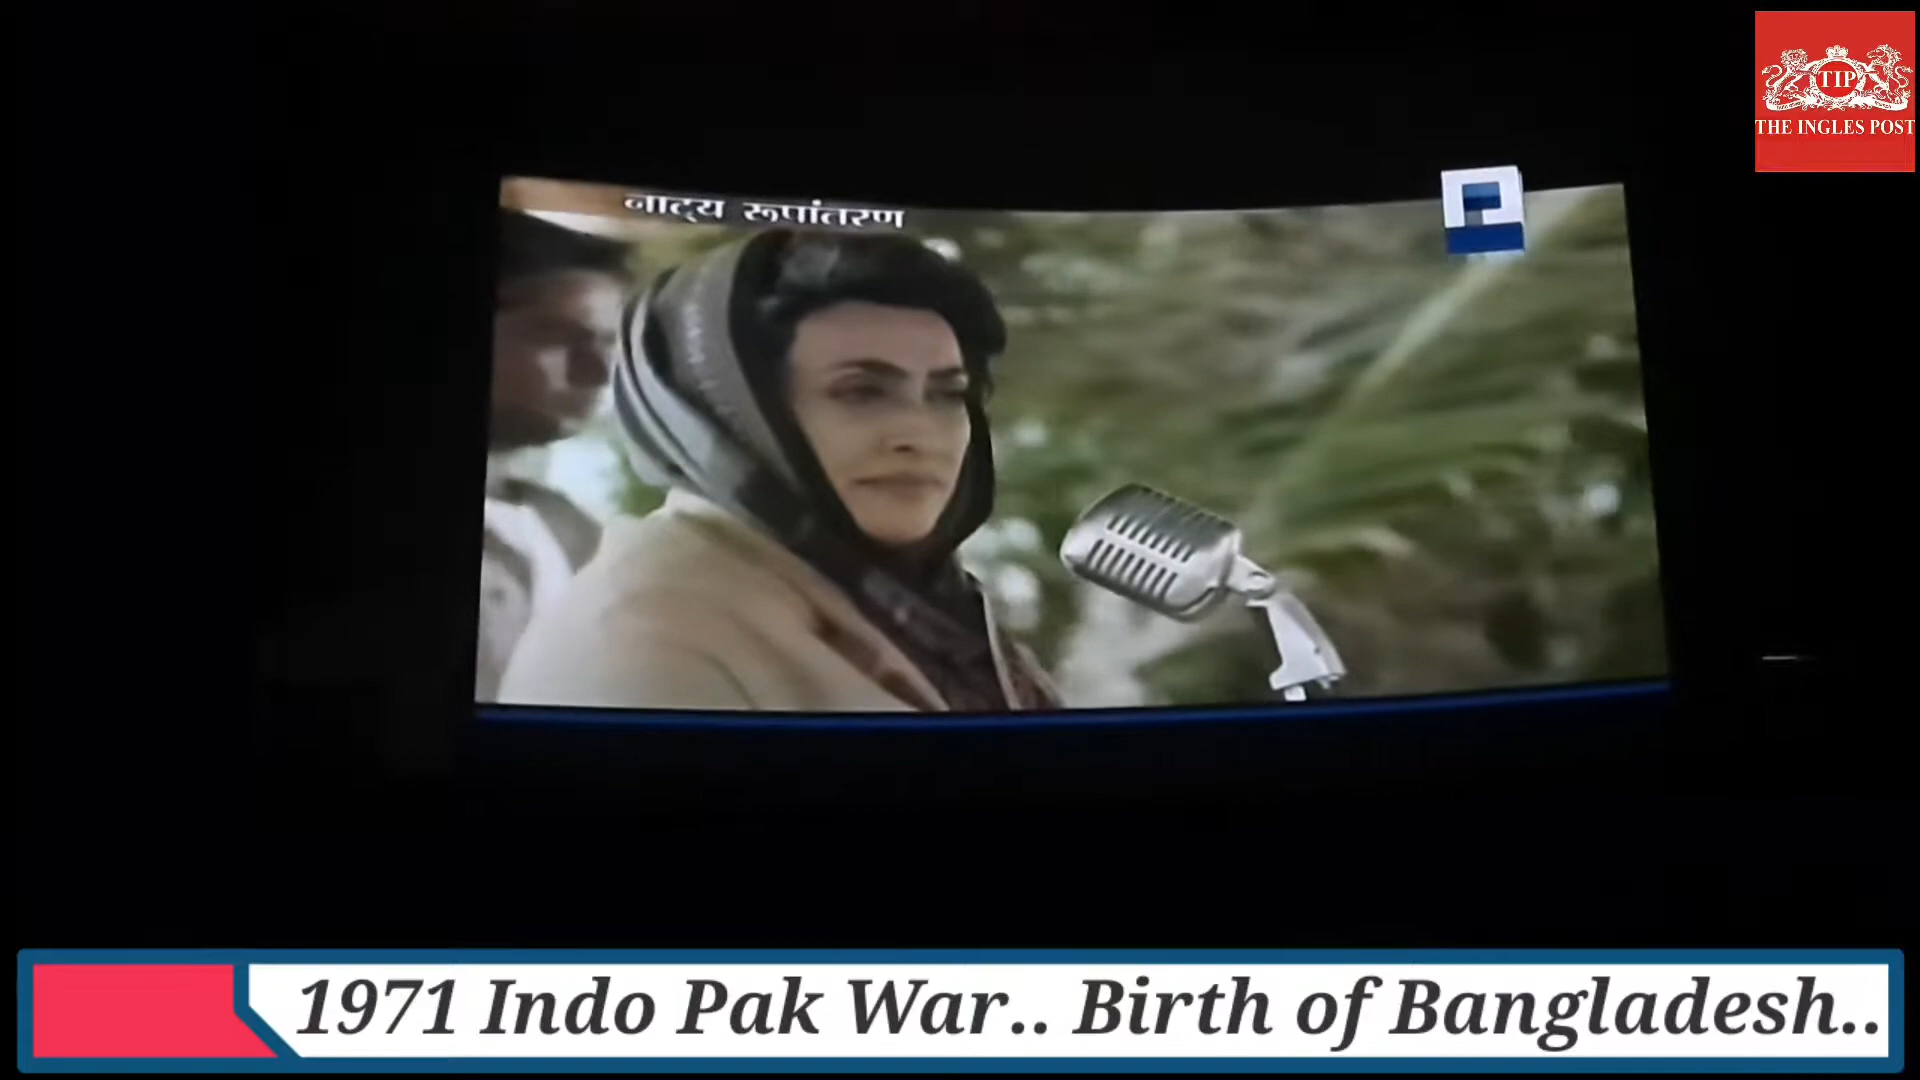 TIP
THE INGLES POST
नाट्य रूपांतरण
1971 Indo Pak War.. Birth of Bangladesh..